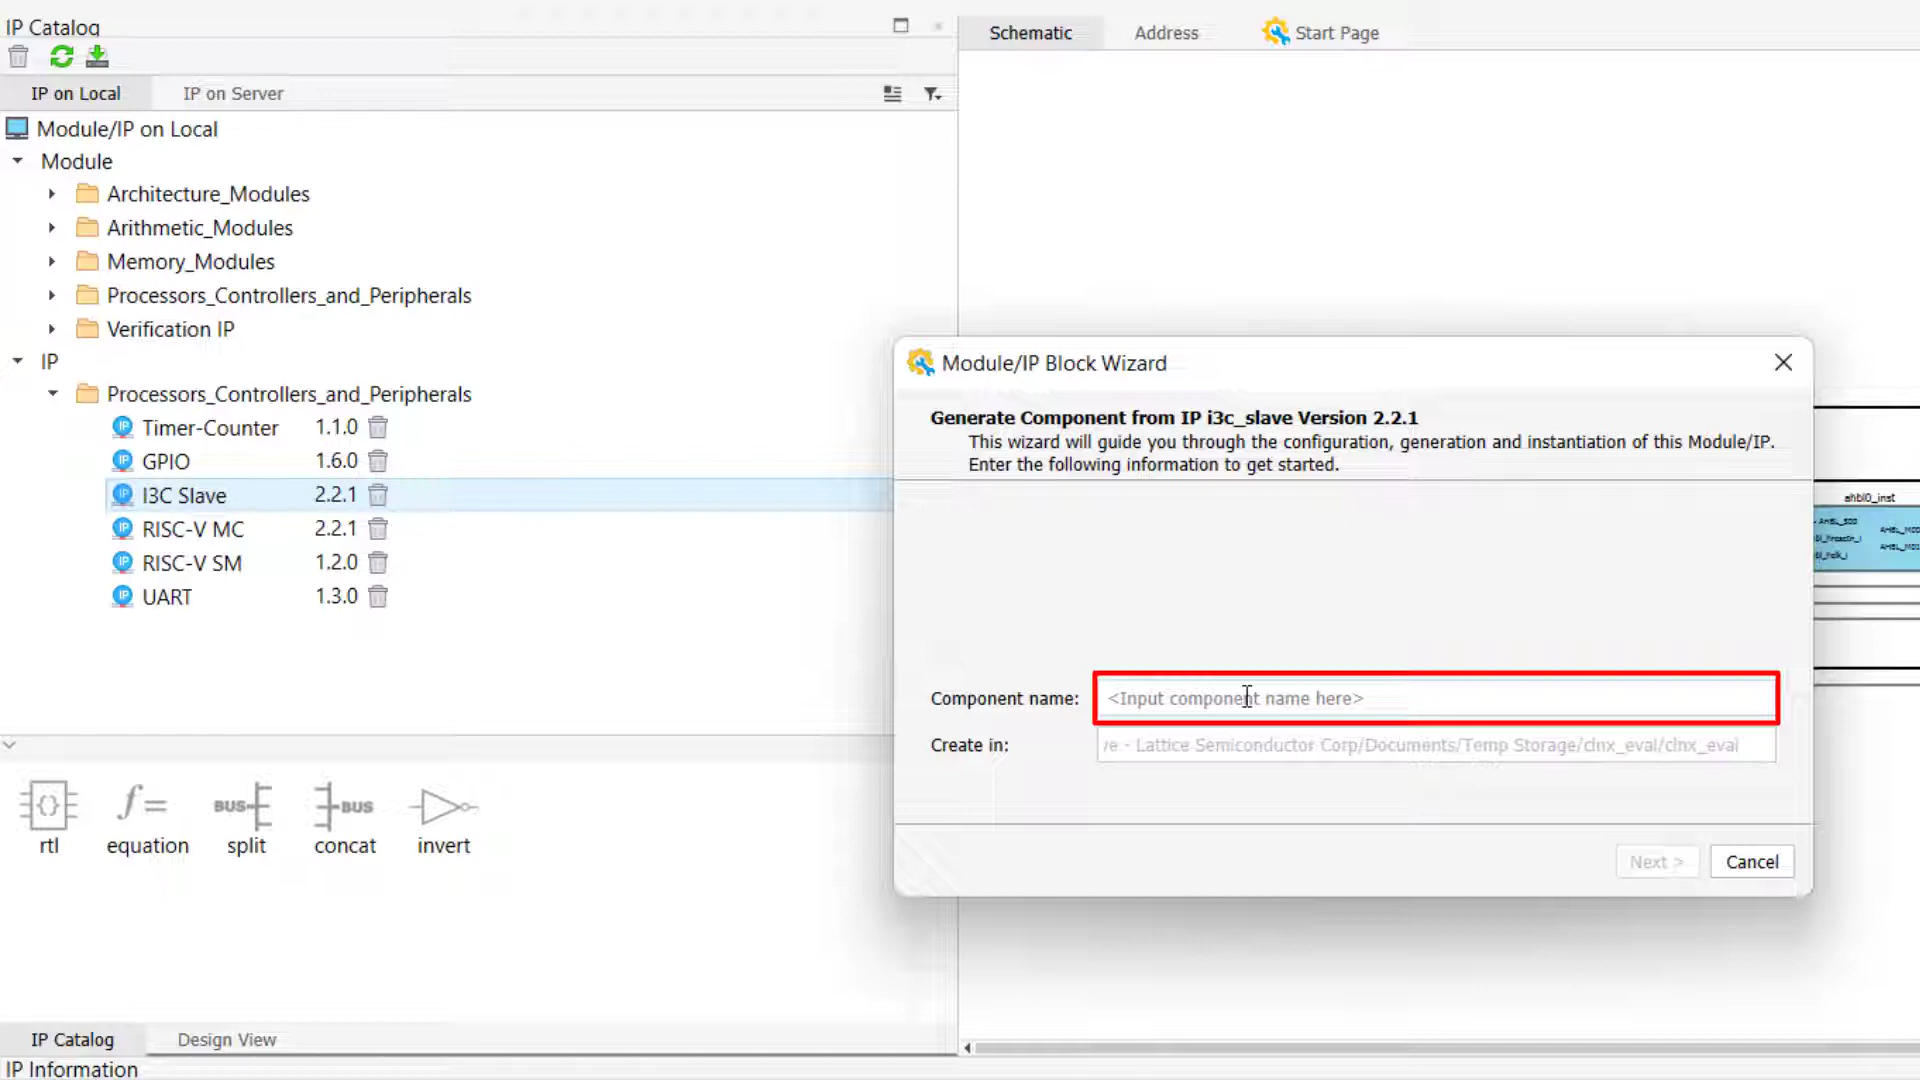 IP Catalog
IP on Local
IP on Server
Module/IP on Local
Module
Architecture_Modules
Arithmetic_Modules
Memory_Modules
Processors_Controllers_and_Peripherals
Verification IP
IP
Processors_Controllers_and_Peripherals
Timer-Counter 1.1.0
GPIO 1.6.0
I3C Slave 2.2.1
RISC-V MC 2.2.1
RISC-V SM 1.2.0
UART 1.3.0
BUS
BUS
rtl
equation
split
concat
invert
IP Catalog
Design View
IP Information
Schematic
Address
Start Page
Module/IP Block Wizard
Generate Component from IP i3c_slave Version 2.2.1
This wizard will guide you through the configuration, generation and instantiation of this Module/IP.
Enter the following information to get started.
Component name: <Input component name here>
Create in: /e - Lattice Semiconductor Corp/Documents/Temp Storage/clnx_eval/clnx_eval
Next >
Cancel
ahbl0_inst